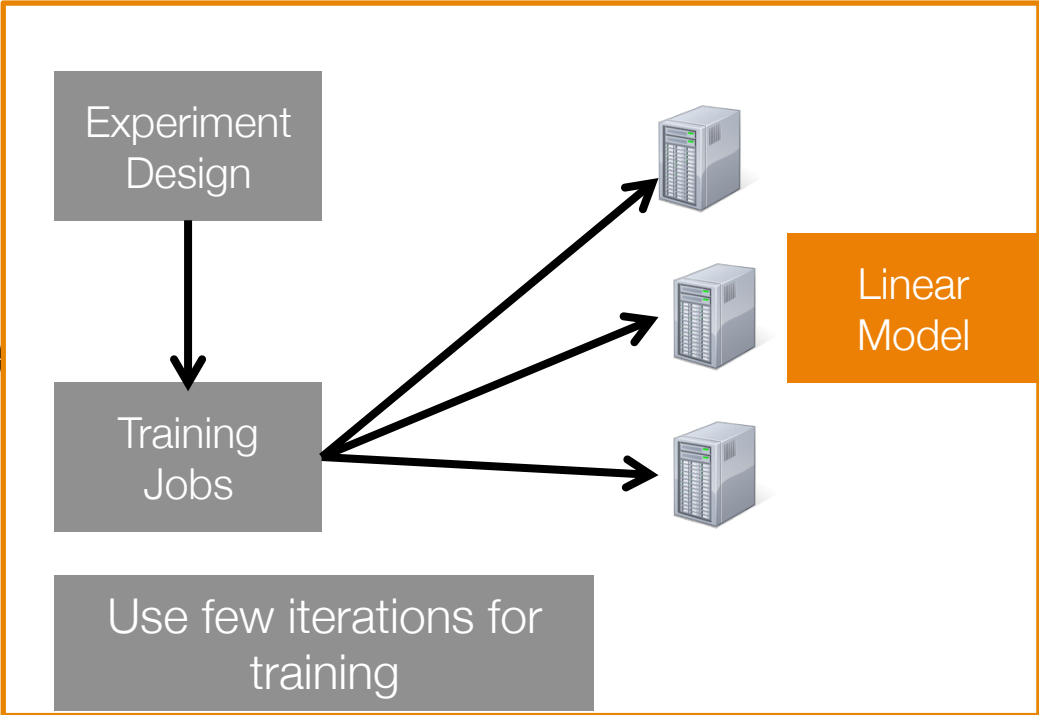 Experiment
Design
Linear
Model
Training
Jobs
Use few iterations for
training